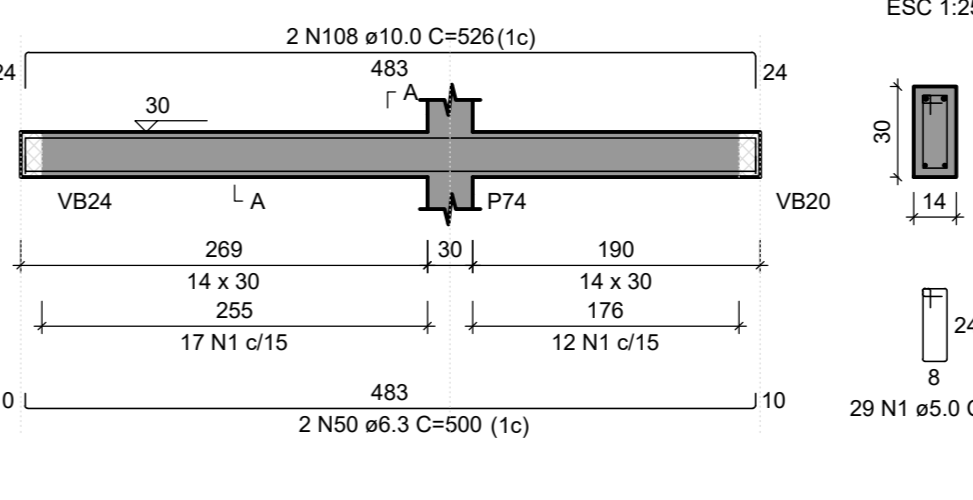 ESC 1:25
2 N108 ø10.0 C=526 (1c)
24 483 24
A
30
30
VB24 A P74 VB20
14
269 30 190
14 x 30 14 x 30
255 176
17 N1 c/15 12 N1 c/15
24
8
0 483 10
29 N1 ø5.0 C
2 N50 ø6.3 C=500 (1c)